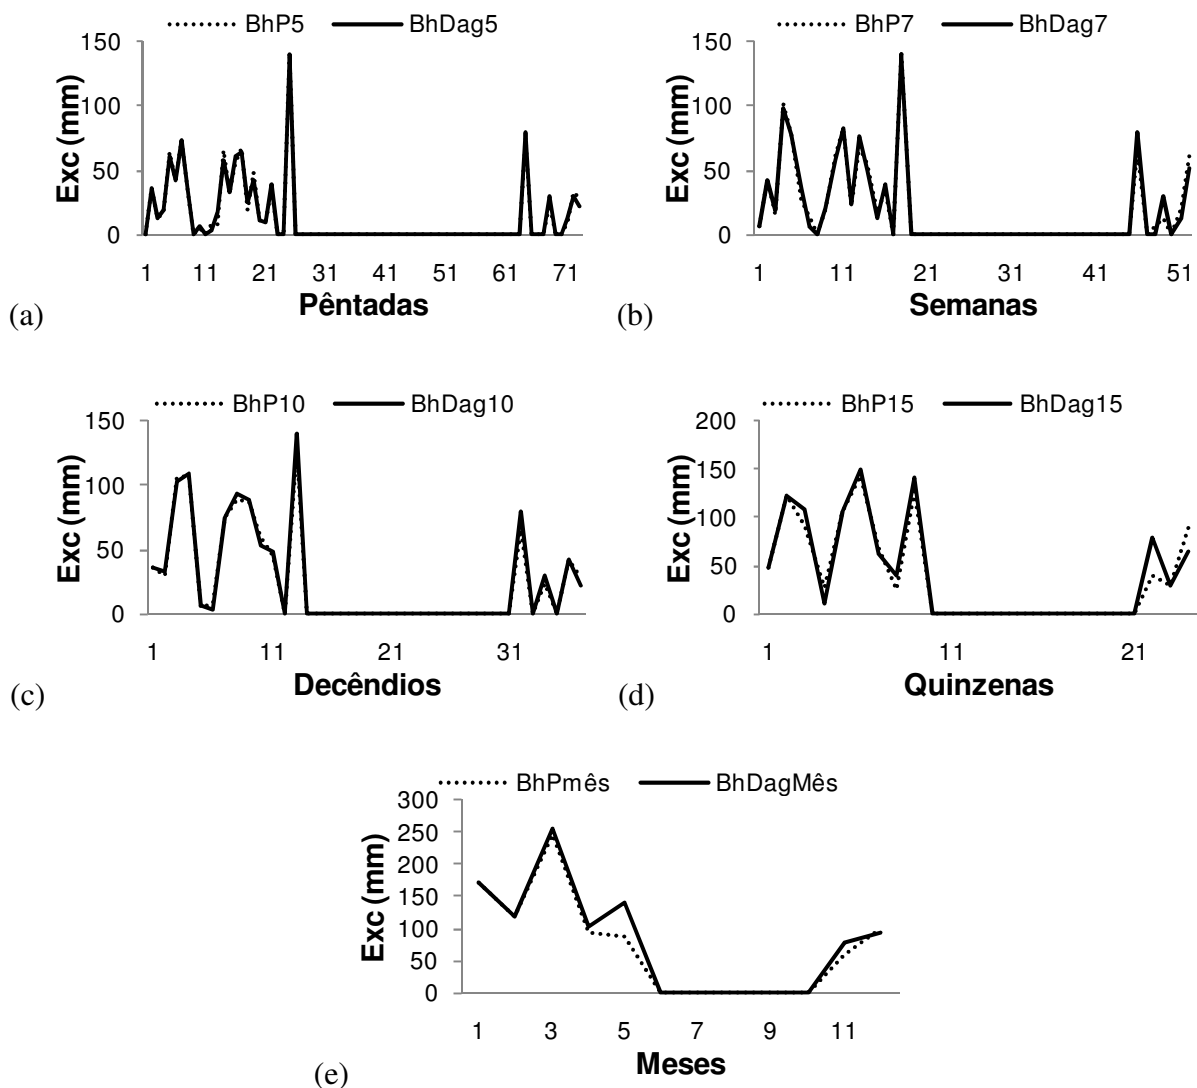 BhP5 BhDag5
150
100
50
0
Exc (mm)
1 11 21 31 41 51 61 71
Pêntadas
(a)
BhP7 BhDag7
150
100
50
0
Exc (mm)
1 11 21 31 41 51
Semanas
(b)
BhP10 BhDag10
150
100
50
0
Exc (mm)
1 11 21 31
Decêndios
(c)
BhP15 BhDag15
200
150
100
50
0
Exc (mm)
1 11 21
Quinzenas
(d)
BhPmês BhDagMês
300
250
200
150
100
50
0
Exc (mm)
1 3 5 7 9 11
Meses
(e)